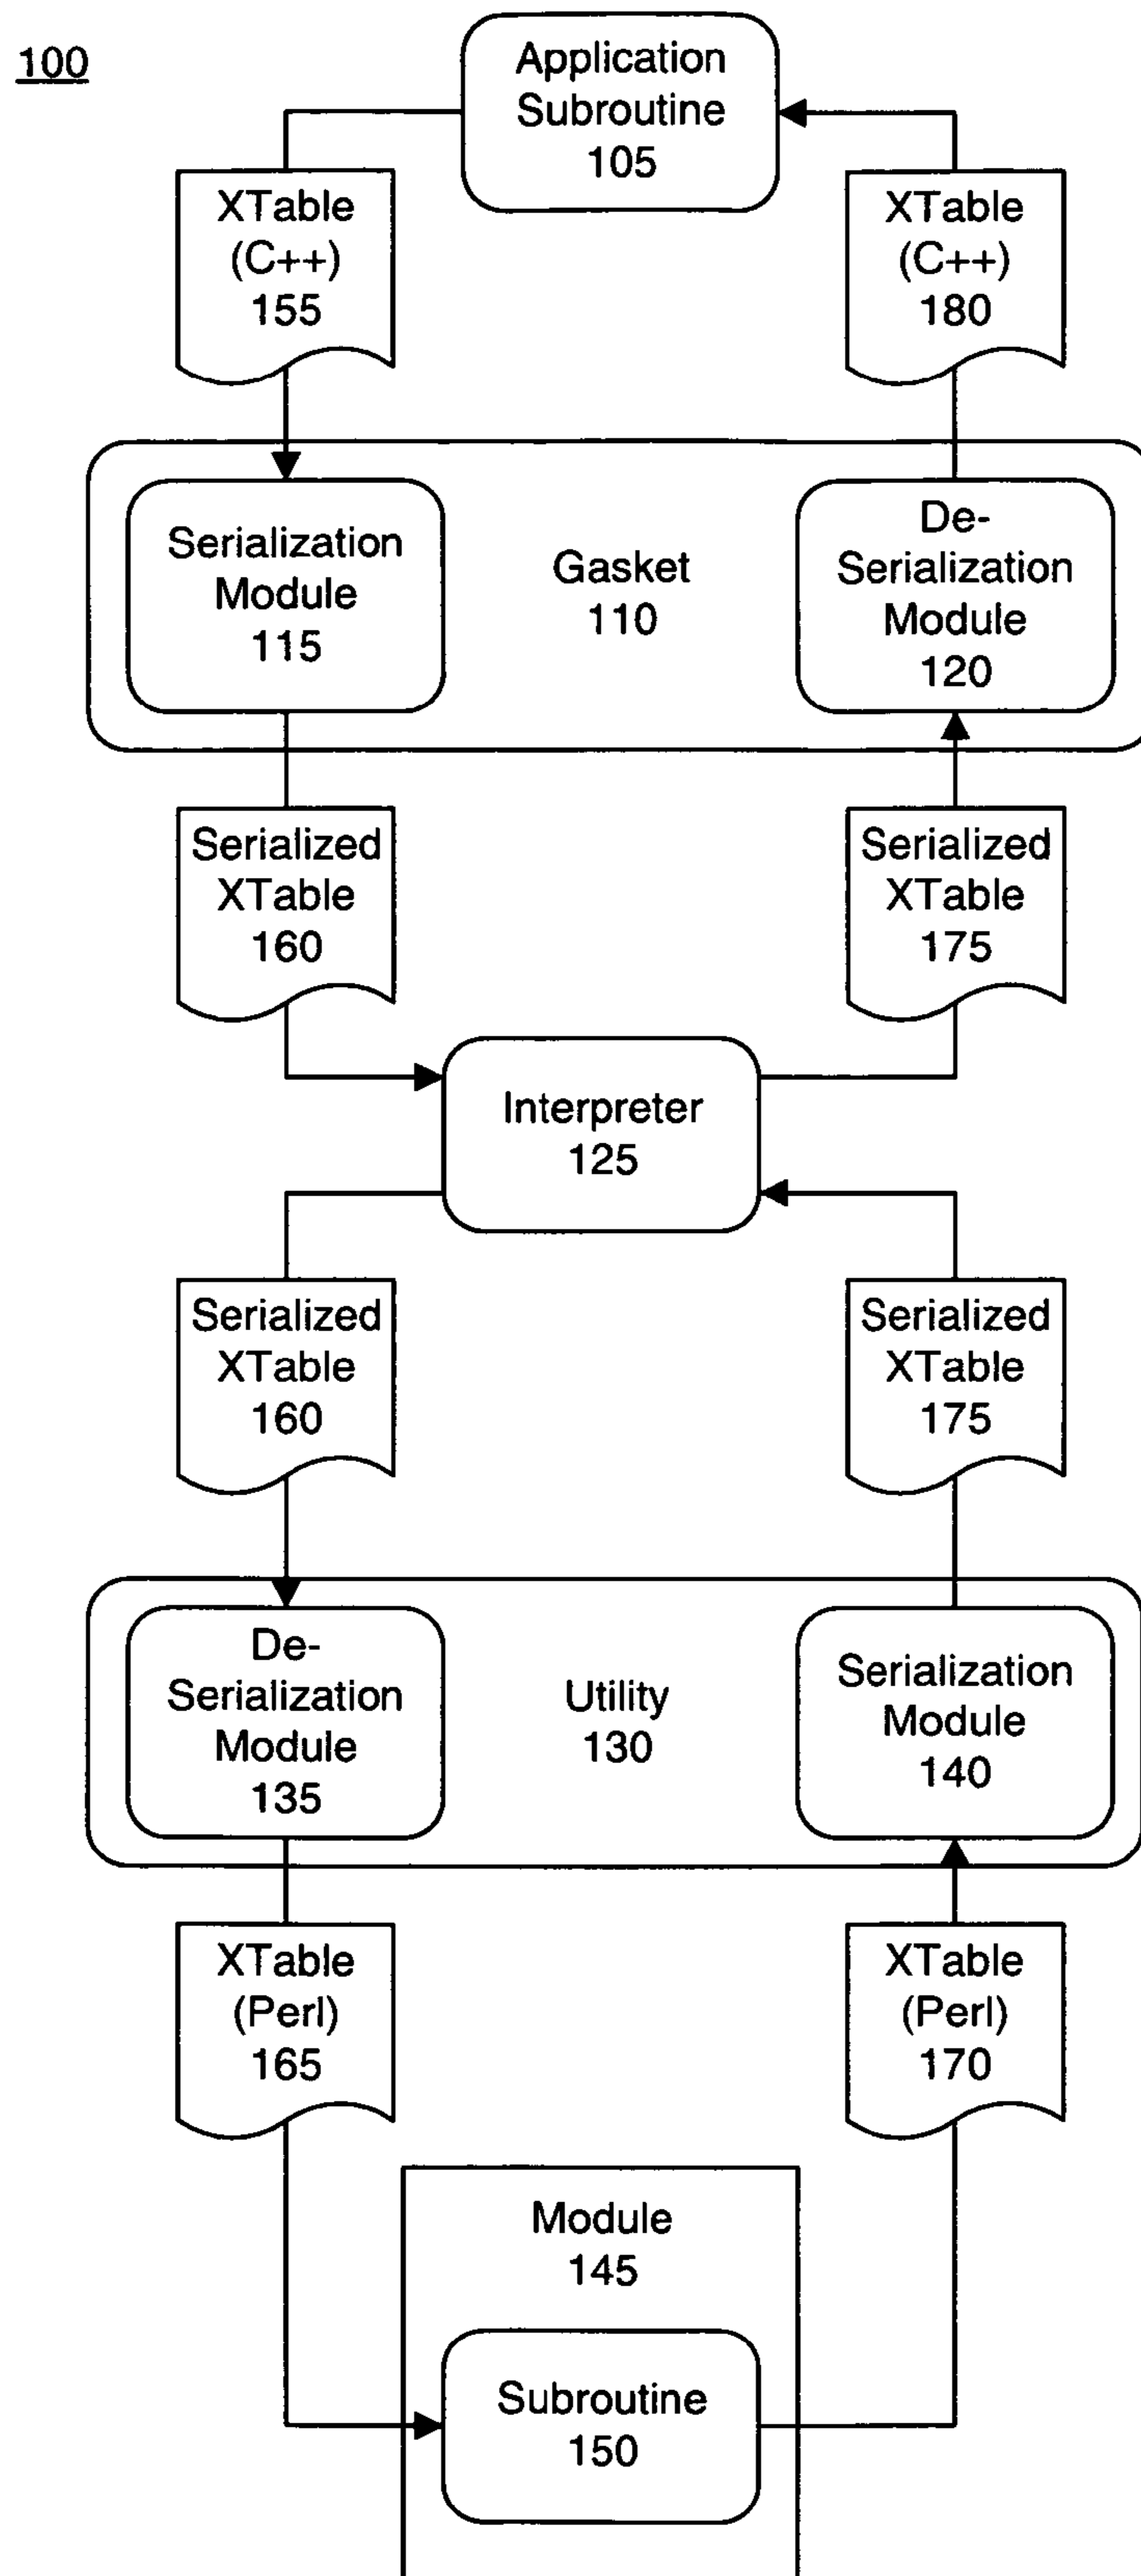 100
Application
Subroutine
105
XTable
(C++)
155
XTable
(C++)
180
Serialization
Module
115
Gasket
110
De-
Serialization
Module
120
Serialized
XTable
160
Serialized
XTable
175
Interpreter
125
Serialized
XTable
160
Serialized
XTable
175
De-
Serialization
Module
135
Utility
130
Serialization
Module
140
XTable
(Perl)
165
XTable
(Perl)
170
Module
145
Subroutine
150